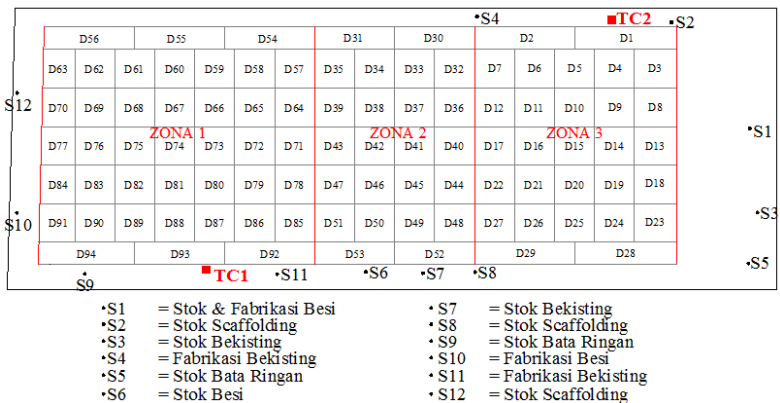 S4 TC2 S2
D56 D55 D54 D31 D30 D2 D1
D63 D62 D61 D60 D59 D58 D57 D35 D34 D33 D32 D7 D6 D5 D4 D3
S12
D70 D69 D68 D67 D66 D65 D64 D39 D38 D37 D36 D12 D11 D10 D9 D8
ZONA 1 ZONA 2 ZONA 3 S1
D77 D76 D75 D74 D73 D72 D71 D43 D42 D41 D40 D17 D16 D15 D14 D13
D84 D83 D82 D81 D80 D79 D78 D47 D46 D45 D44 D22 D21 D20 D19 D18
S10 D91 D90 D89 D88 D87 D86 D85 D51 D50 D49 D48 D27 D26 D25 D24 D23 S3
D94 D93 D92 D53 D52 D29 D28 S5
S9 TC1 S11 S6 S7 S8
•S1 = Stok & Fabrikasi Besi
•S2 = Stok Scaffolding
•S3 = Stok Bekisting
•S4 = Fabrikasi Bekisting
•S5 = Stok Bata Ringan
•S6 = Stok Besi
•S7 = Stok Bekisting
•S8 = Stok Scaffolding
•S9 = Stok Bata Ringan
•S10 = Fabrikasi Besi
•S11 = Fabrikasi Bekisting
•S12 = Stok Scaffolding